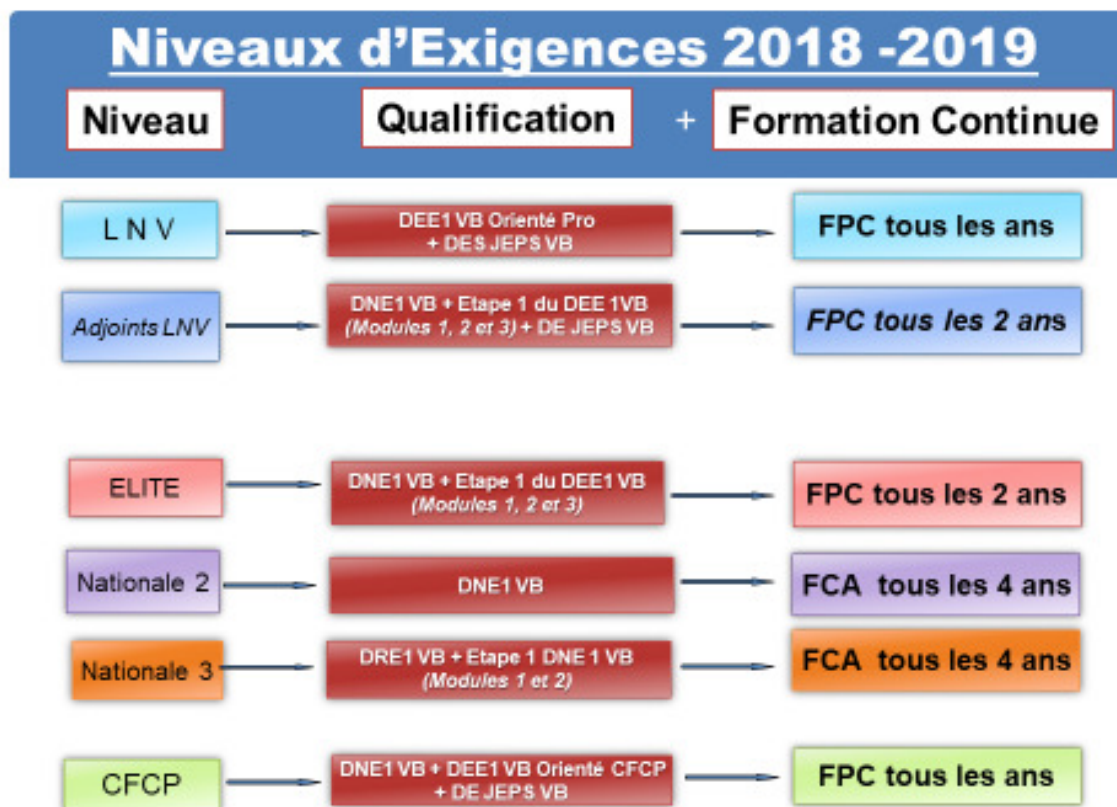 Niveaux d'Exigences 2018 -2019
Niveau
Qualification
+
Formation Continue
L N V
DEE1 VB Orienté Pro
+ DES JEPS VB
FPC tous les ans
Adjoints LNV
DNE1 VB + Etape 1 du DEE 1VB
(Modules 1, 2 et 3) + DE JEPS VB
FPC tous les 2 ans
ELITE
DNE1 VB + Etape 1 du DEE1 VB
(Modules 1, 2 et 3)
FPC tous les 2 ans
Nationale 2
DNE1 VB
FCA tous les 4 ans
Nationale 3
DRE1 VB + Etape 1 DNE 1 VB
(Modules 1 et 2)
FCA tous les 4 ans
CFCP
DNE1 VB + DEE1 VB Orienté CFCP
+ DE JEPS VB
FPC tous les ans